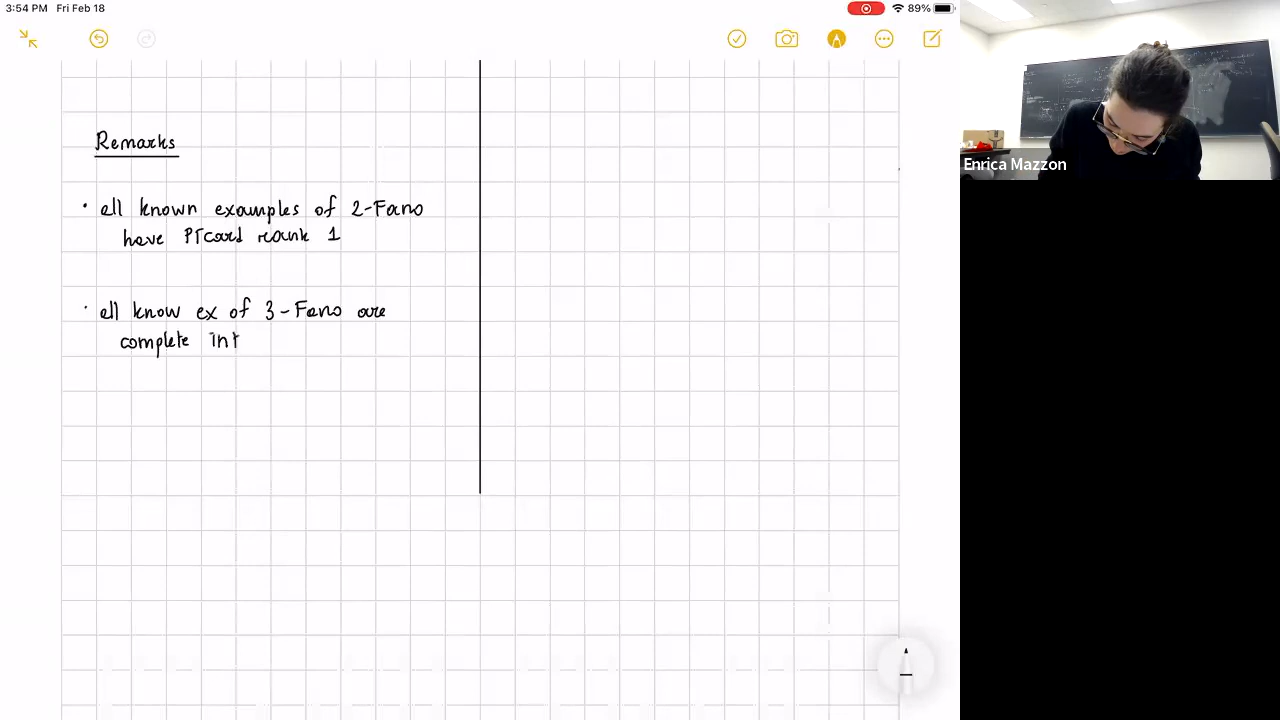 3:54 PM Fri Feb 18
89%
Remarks
• all known examples of 2-Fano
have Picard rank 1
• all know ex of 3-Fano are
complete int
Enrica Mazzon